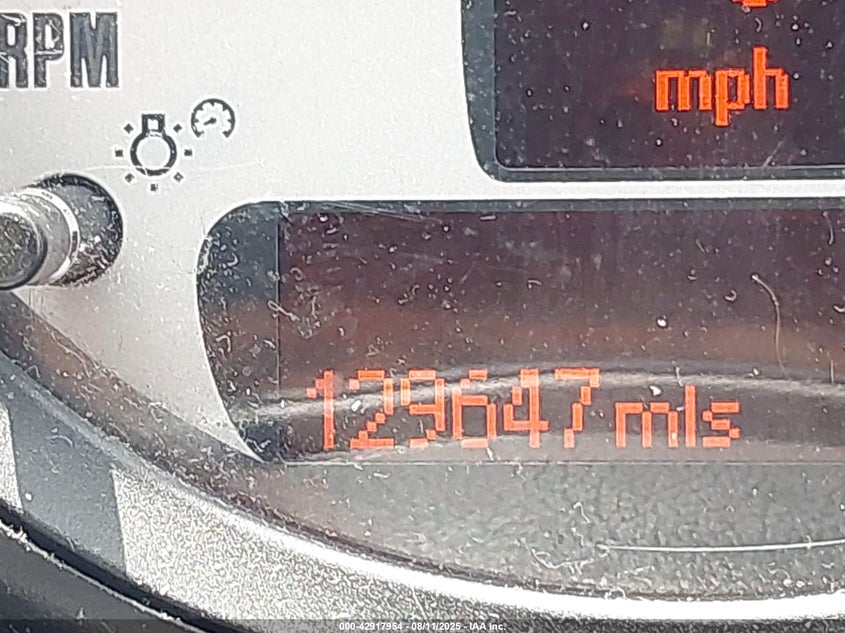 RPM
mph
129647 mls
000-42917954 - 08/11/2025 - IAA Inc.